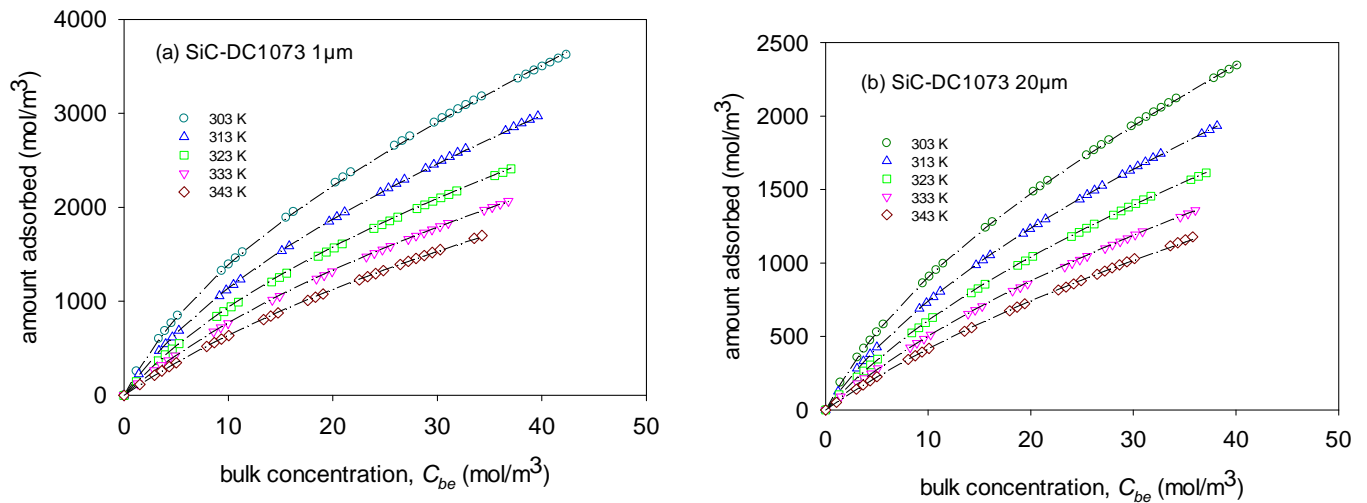 (a) SiC-DC1073 1µm
303 K
313 K
323 K
333 K
343 K
amount adsorbed (mol/m³)
4000
3000
2000
1000
0
0 10 20 30 40 50
bulk concentration, C_be (mol/m³)
(b) SiC-DC1073 20µm
303 K
313 K
323 K
333 K
343 K
amount adsorbed (mol/m³)
2500
2000
1500
1000
500
0
0 10 20 30 40 50
bulk concentration, C_be (mol/m³)